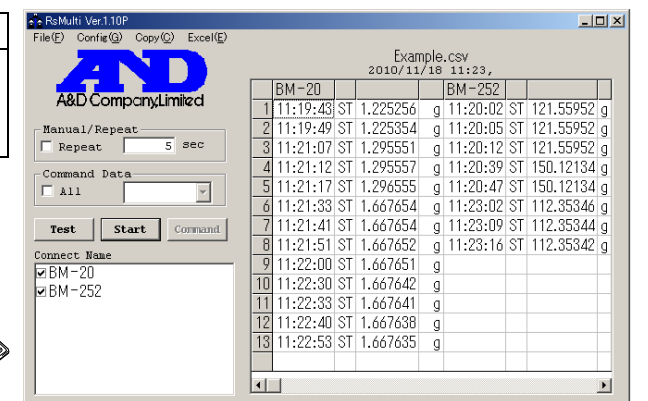 RsMulti Ver.1.10P
File(F) Config(G) Copy(C) Excel(E)
AND
A&D Company,Limited
Manual/Repeat
Repeat 5 sec
Command Data
All
Test Start Command
Connect Name
BM-20
BM-252
Example.csv
2010/11/18 11:23,
BM-20 BM-252
1 11:19:43 ST 1.225256 g 11:20:02 ST 121.55952 g
2 11:19:49 ST 1.225354 g 11:20:05 ST 121.55952 g
3 11:21:07 ST 1.295551 g 11:20:12 ST 121.55952 g
4 11:21:12 ST 1.295557 g 11:20:39 ST 150.12134 g
5 11:21:17 ST 1.296555 g 11:20:47 ST 150.12134 g
6 11:21:33 ST 1.667654 g 11:23:02 ST 112.35346 g
7 11:21:41 ST 1.667654 g 11:23:09 ST 112.35344 g
8 11:21:51 ST 1.667652 g 11:23:16 ST 112.35342 g
9 11:22:00 ST 1.667651 g
10 11:22:30 ST 1.667642 g
11 11:22:33 ST 1.667641 g
12 11:22:40 ST 1.667638 g
13 11:22:53 ST 1.667635 g